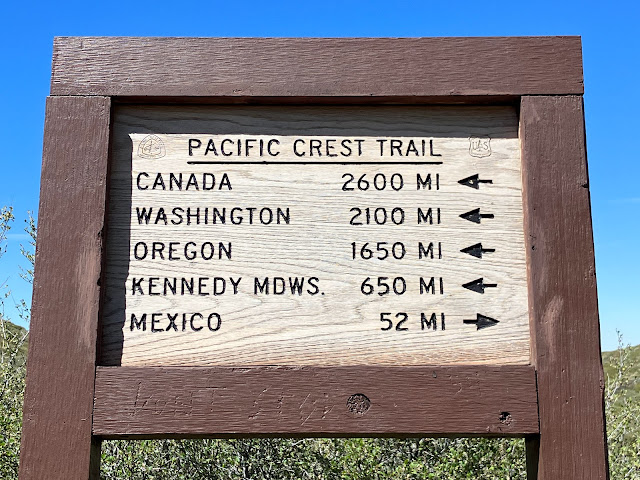 PACIFIC CREST TRAIL
CANADA 2600 MI
WASHINGTON 2100 MI
OREGON 1650 MI
KENNEDY MDWS. 650 MI
MEXICO 52 MI